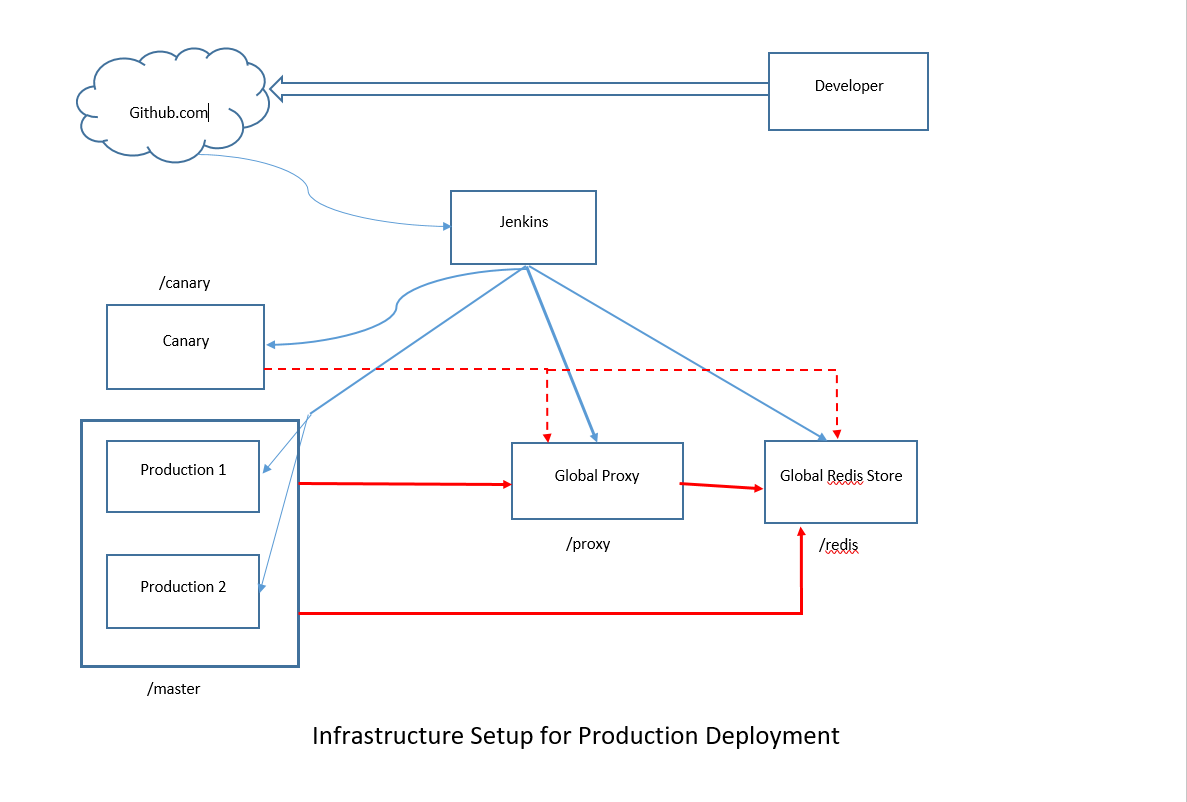 Github.com
Developer
Jenkins
/canary
Canary
Production 1
Global Proxy
Global Redis Store
/proxy
/redis
Production 2
/master
Infrastructure Setup for Production Deployment